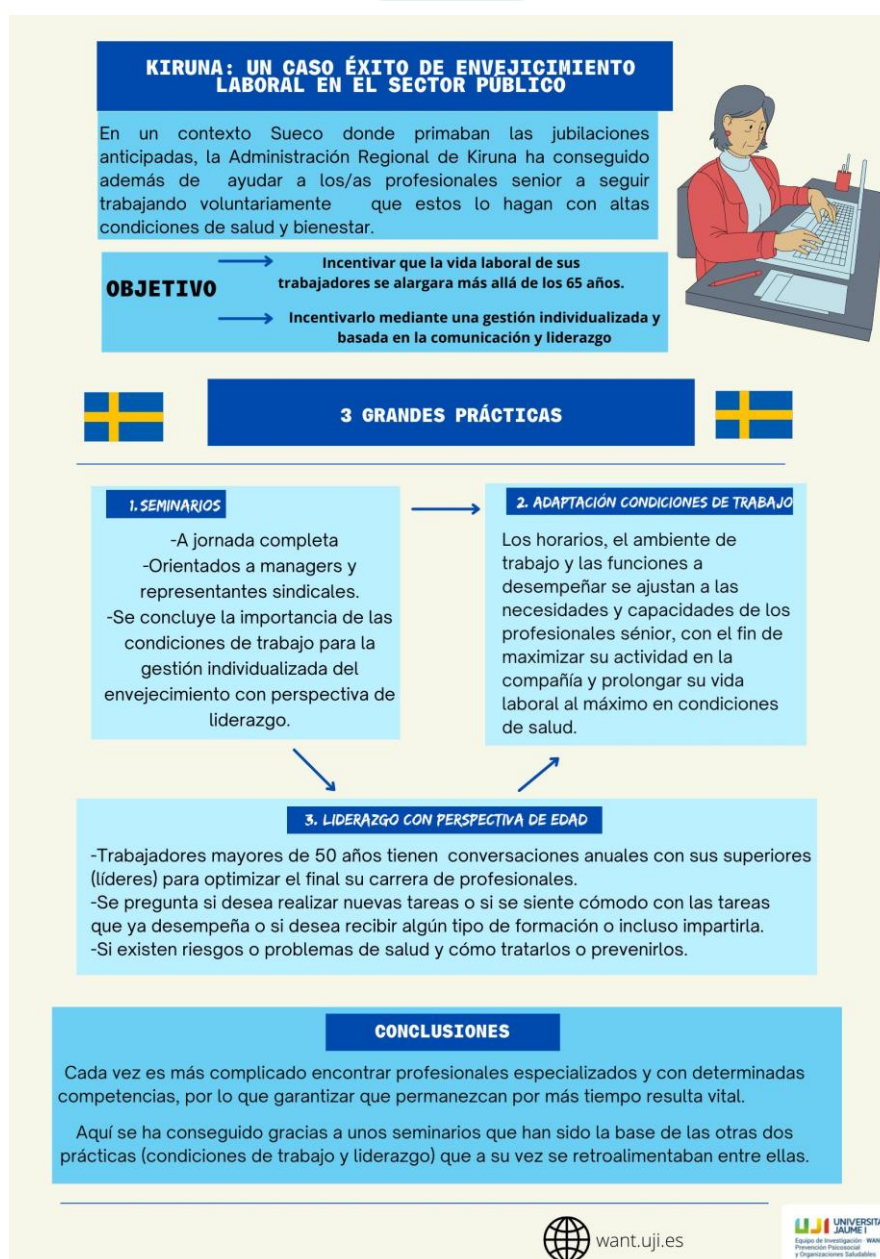 KIRUNA: UN CASO ÉXITO DE ENVEJICIMIENTO
LABORAL EN EL SECTOR PÚBLICO
En un contexto Sueco donde primaban las jubilaciones
anticipadas, la Administración Regional de Kiruna ha conseguido
además de ayudar a los/as profesionales senior a seguir
trabajando voluntariamente que estos lo hagan con altas
condiciones de salud y bienestar.
OBJETIVO
Incentivar que la vida laboral de sus
trabajadores se alargara más allá de los 65 años.
Incentivarlo mediante una gestión individualizada y
basada en la comunicación y liderazgo
3 GRANDES PRÁCTICAS
1. SEMINARIOS
-A jornada completa
-Orientados a managers y
representantes sindicales.
-Se concluye la importancia de las
condiciones de trabajo para la
gestión individualizada del
envejecimiento con perspectiva de
liderazgo.
2. ADAPTACIÓN CONDICIONES DE TRABAJO
Los horarios, el ambiente de
trabajo y las funciones a
desempeñar se ajustan a las
necesidades y capacidades de los
profesionales sénior, con el fin de
maximizar su actividad en la
compañía y prolongar su vida
laboral al máximo en condiciones
de salud.
3. LIDERAZGO CON PERSPECTIVA DE EDAD
-Trabajadores mayores de 50 años tienen conversaciones anuales con sus superiores
(líderes) para optimizar el final su carrera de profesionales.
-Se pregunta si desea realizar nuevas tareas o si se siente cómodo con las tareas
que ya desempeña o si desea recibir algún tipo de formación o incluso impartirla.
-Si existen riesgos o problemas de salud y cómo tratarlos o prevenirlos.
CONCLUSIONES
Cada vez es más complicado encontrar profesionales especializados y con determinadas
competencias, por lo que garantizar que permanezcan por más tiempo resulta vital.
Aquí se ha conseguido gracias a unos seminarios que han sido la base de las otras dos
prácticas (condiciones de trabajo y liderazgo) que a su vez se retroalimentaban entre ellas.
want.uji.es
UJI UNIVERSITA
JAUME I
Equipo de Investigación · WAN
Prevención Psicosocial
y Organizaciones Saludables